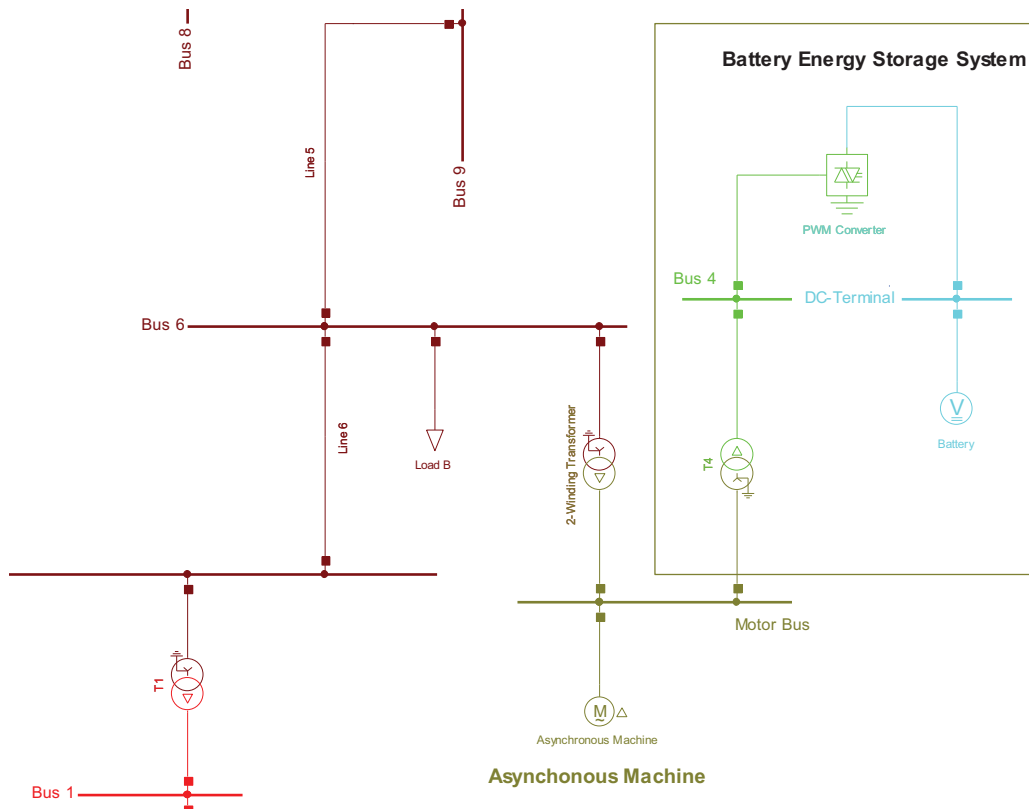 Bus 8
Battery Energy Storage System
Line 5
Bus 9
PWM Converter
Bus 4
DC-Terminal
Bus 6
V
Battery
Line 6
Load B
2-Winding Transformer
T4
Motor Bus
T1
M
~
Asynchronous Machine
Asynchonous Machine
Bus 1